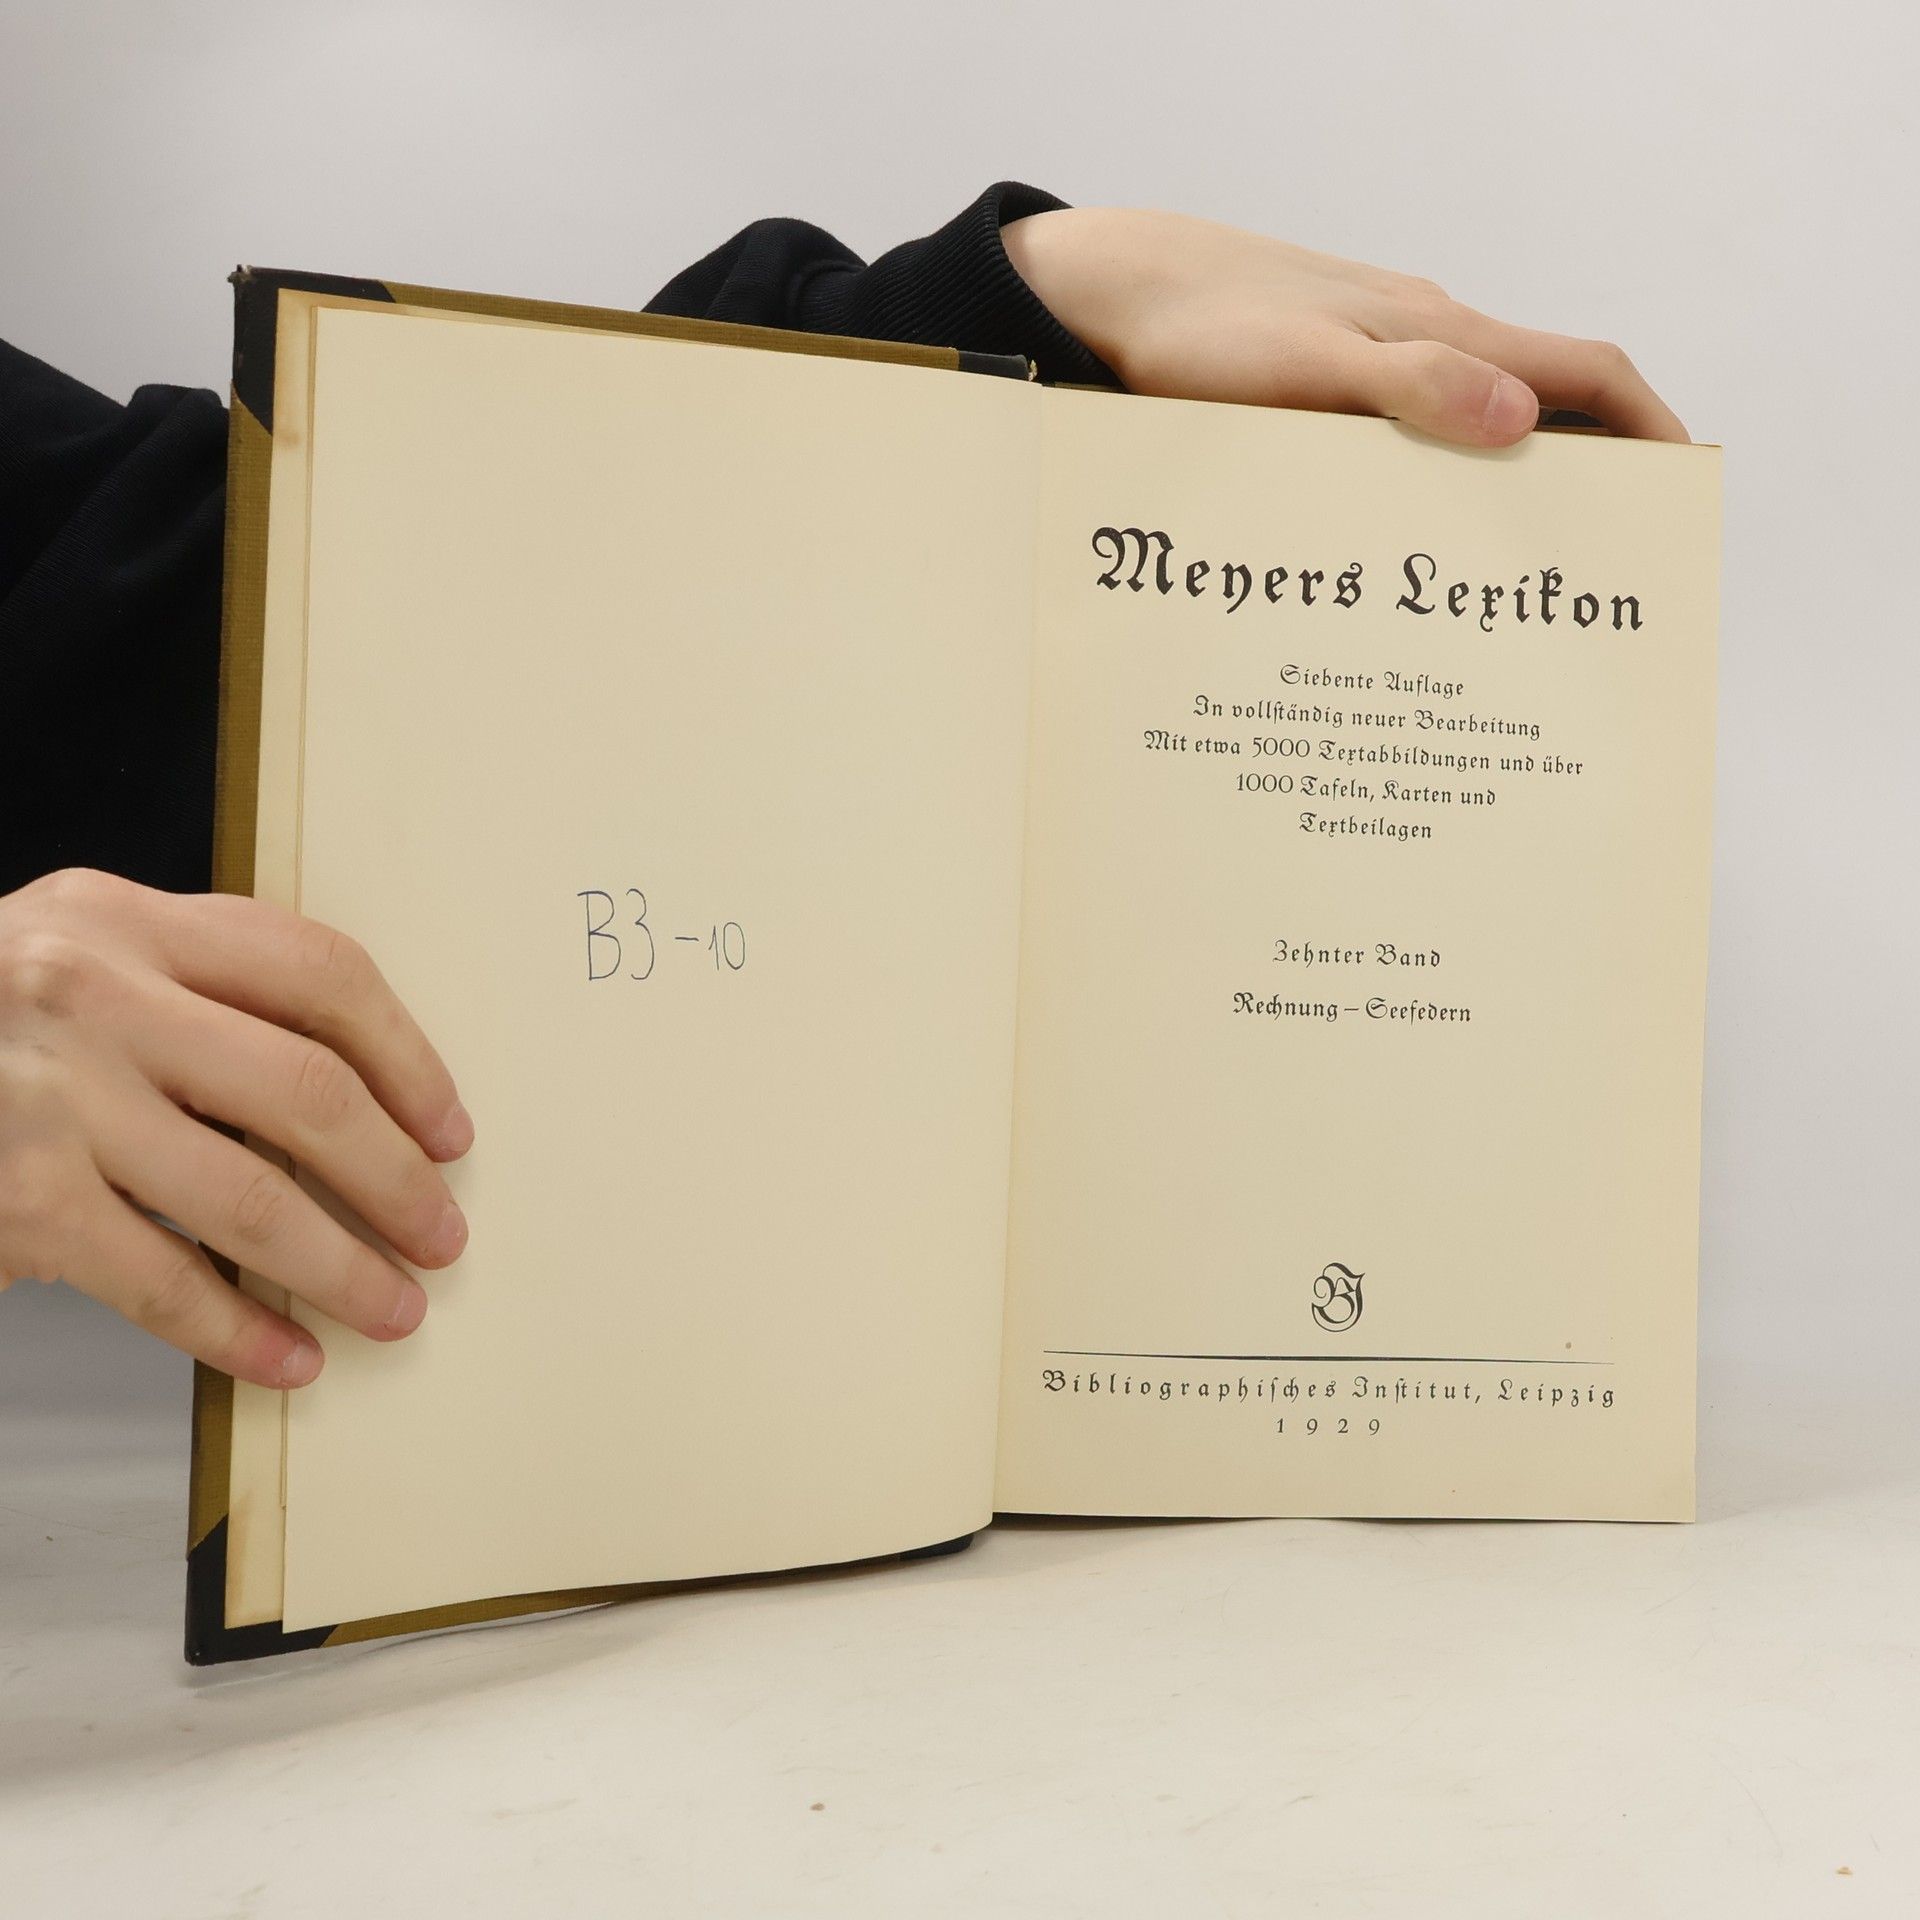 B3-10
Meyers Lexikon
Siebente Auflage
In vollſtändig neuer Bearbeitung
Mit etwa 5000 Textabbildungen und über
1000 Tafeln, Karten und
Textbeilagen
Zehnter Band
Rechnung – Seefedern
BI
Bibliographiſches Inſtitut, Leipzig
1929